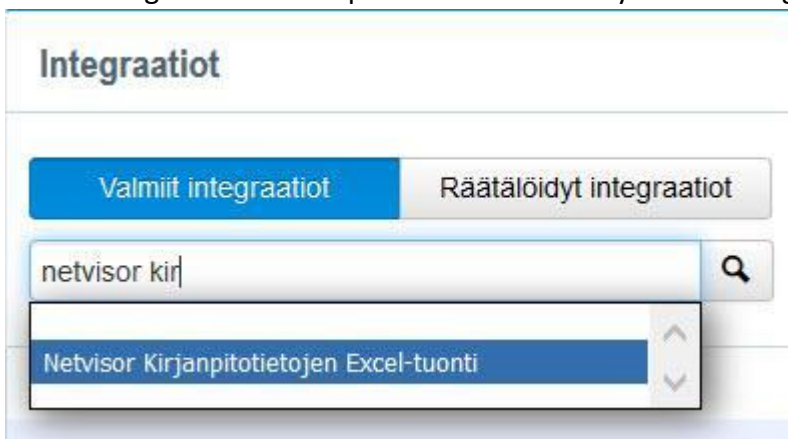 Integraatiot
Valmiit integraatiot Räätälöidyt integraatiot
netvisor kir
Netvisor Kirjanpitotietojen Excel-tuonti